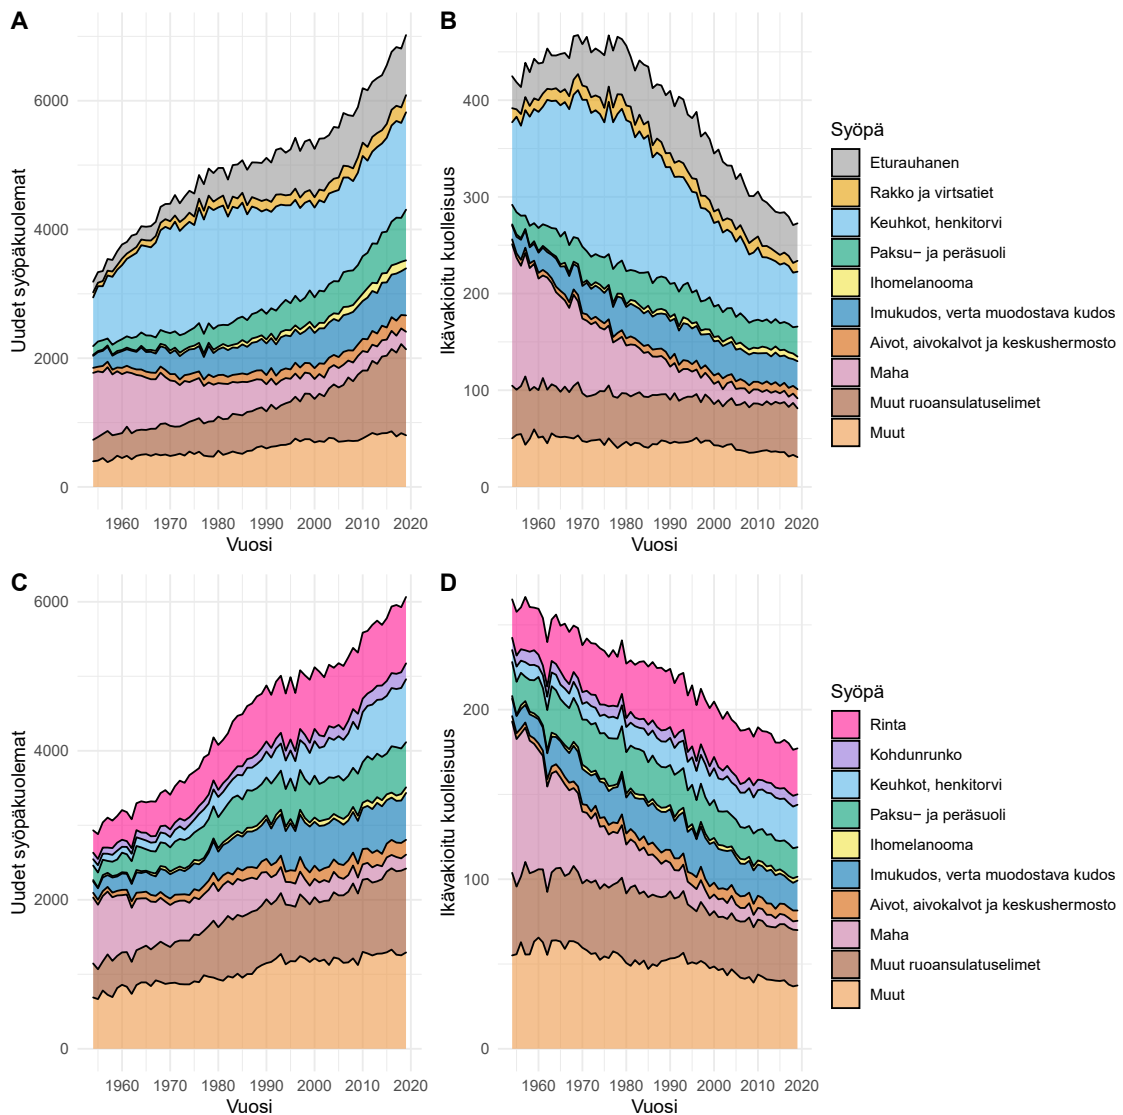 A
Uudet syöpäkuolemat
6000
4000
2000
0
1960 1970 1980 1990 2000 2010 2020
Vuosi
B
Ikävakioitu kuolleisuus
400
300
200
100
0
1960 1970 1980 1990 2000 2010 2020
Vuosi
Syöpä
Eturauhanen
Rakko ja virtsatiet
Keuhkot, henkitorvi
Paksu− ja peräsuoli
Ihomelanooma
Imukudos, verta muodostava kudos
Aivot, aivokalvot ja keskushermosto
Maha
Muut ruoansulatuselimet
Muut
C
Uudet syöpäkuolemat
6000
4000
2000
0
1960 1970 1980 1990 2000 2010 2020
Vuosi
D
Ikävakioitu kuolleisuus
200
100
0
1960 1970 1980 1990 2000 2010 2020
Vuosi
Syöpä
Rinta
Kohdunrunko
Keuhkot, henkitorvi
Paksu− ja peräsuoli
Ihomelanooma
Imukudos, verta muodostava kudos
Aivot, aivokalvot ja keskushermosto
Maha
Muut ruoansulatuselimet
Muut